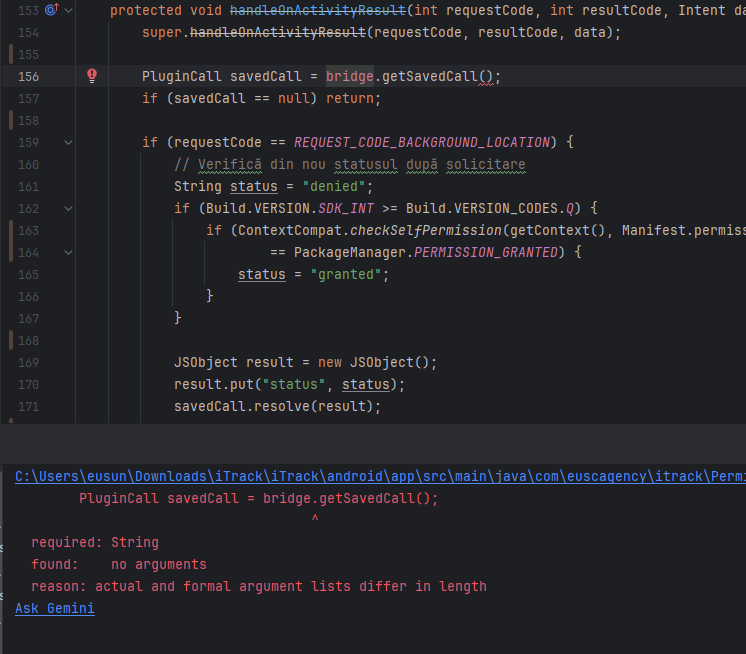 153 protected void handleOnActivityResult(int requestCode, int resultCode, Intent da
154 super.handleOnActivityResult(requestCode, resultCode, data);
155
156 PluginCall savedCall = bridge.getSavedCall();
157 if (savedCall == null) return;
158
159 if (requestCode == REQUEST_CODE_BACKGROUND_LOCATION) {
160 // Verifică din nou statusul după solicitare
161 String status = "denied";
162 if (Build.VERSION.SDK_INT >= Build.VERSION_CODES.Q) {
163 if (ContextCompat.checkSelfPermission(getContext(), Manifest.permiss
164 == PackageManager.PERMISSION_GRANTED) {
165 status = "granted";
166 }
167 }
168
169 JSObject result = new JSObject();
170 result.put("status", status);
171 savedCall.resolve(result);
C:\Users\eusun\Downloads\iTrack\iTrack\android\app\src\main\java\com\euscagency\itrack\Permi
PluginCall savedCall = bridge.getSavedCall();
^
required: String
found: no arguments
reason: actual and formal argument lists differ in length
Ask Gemini